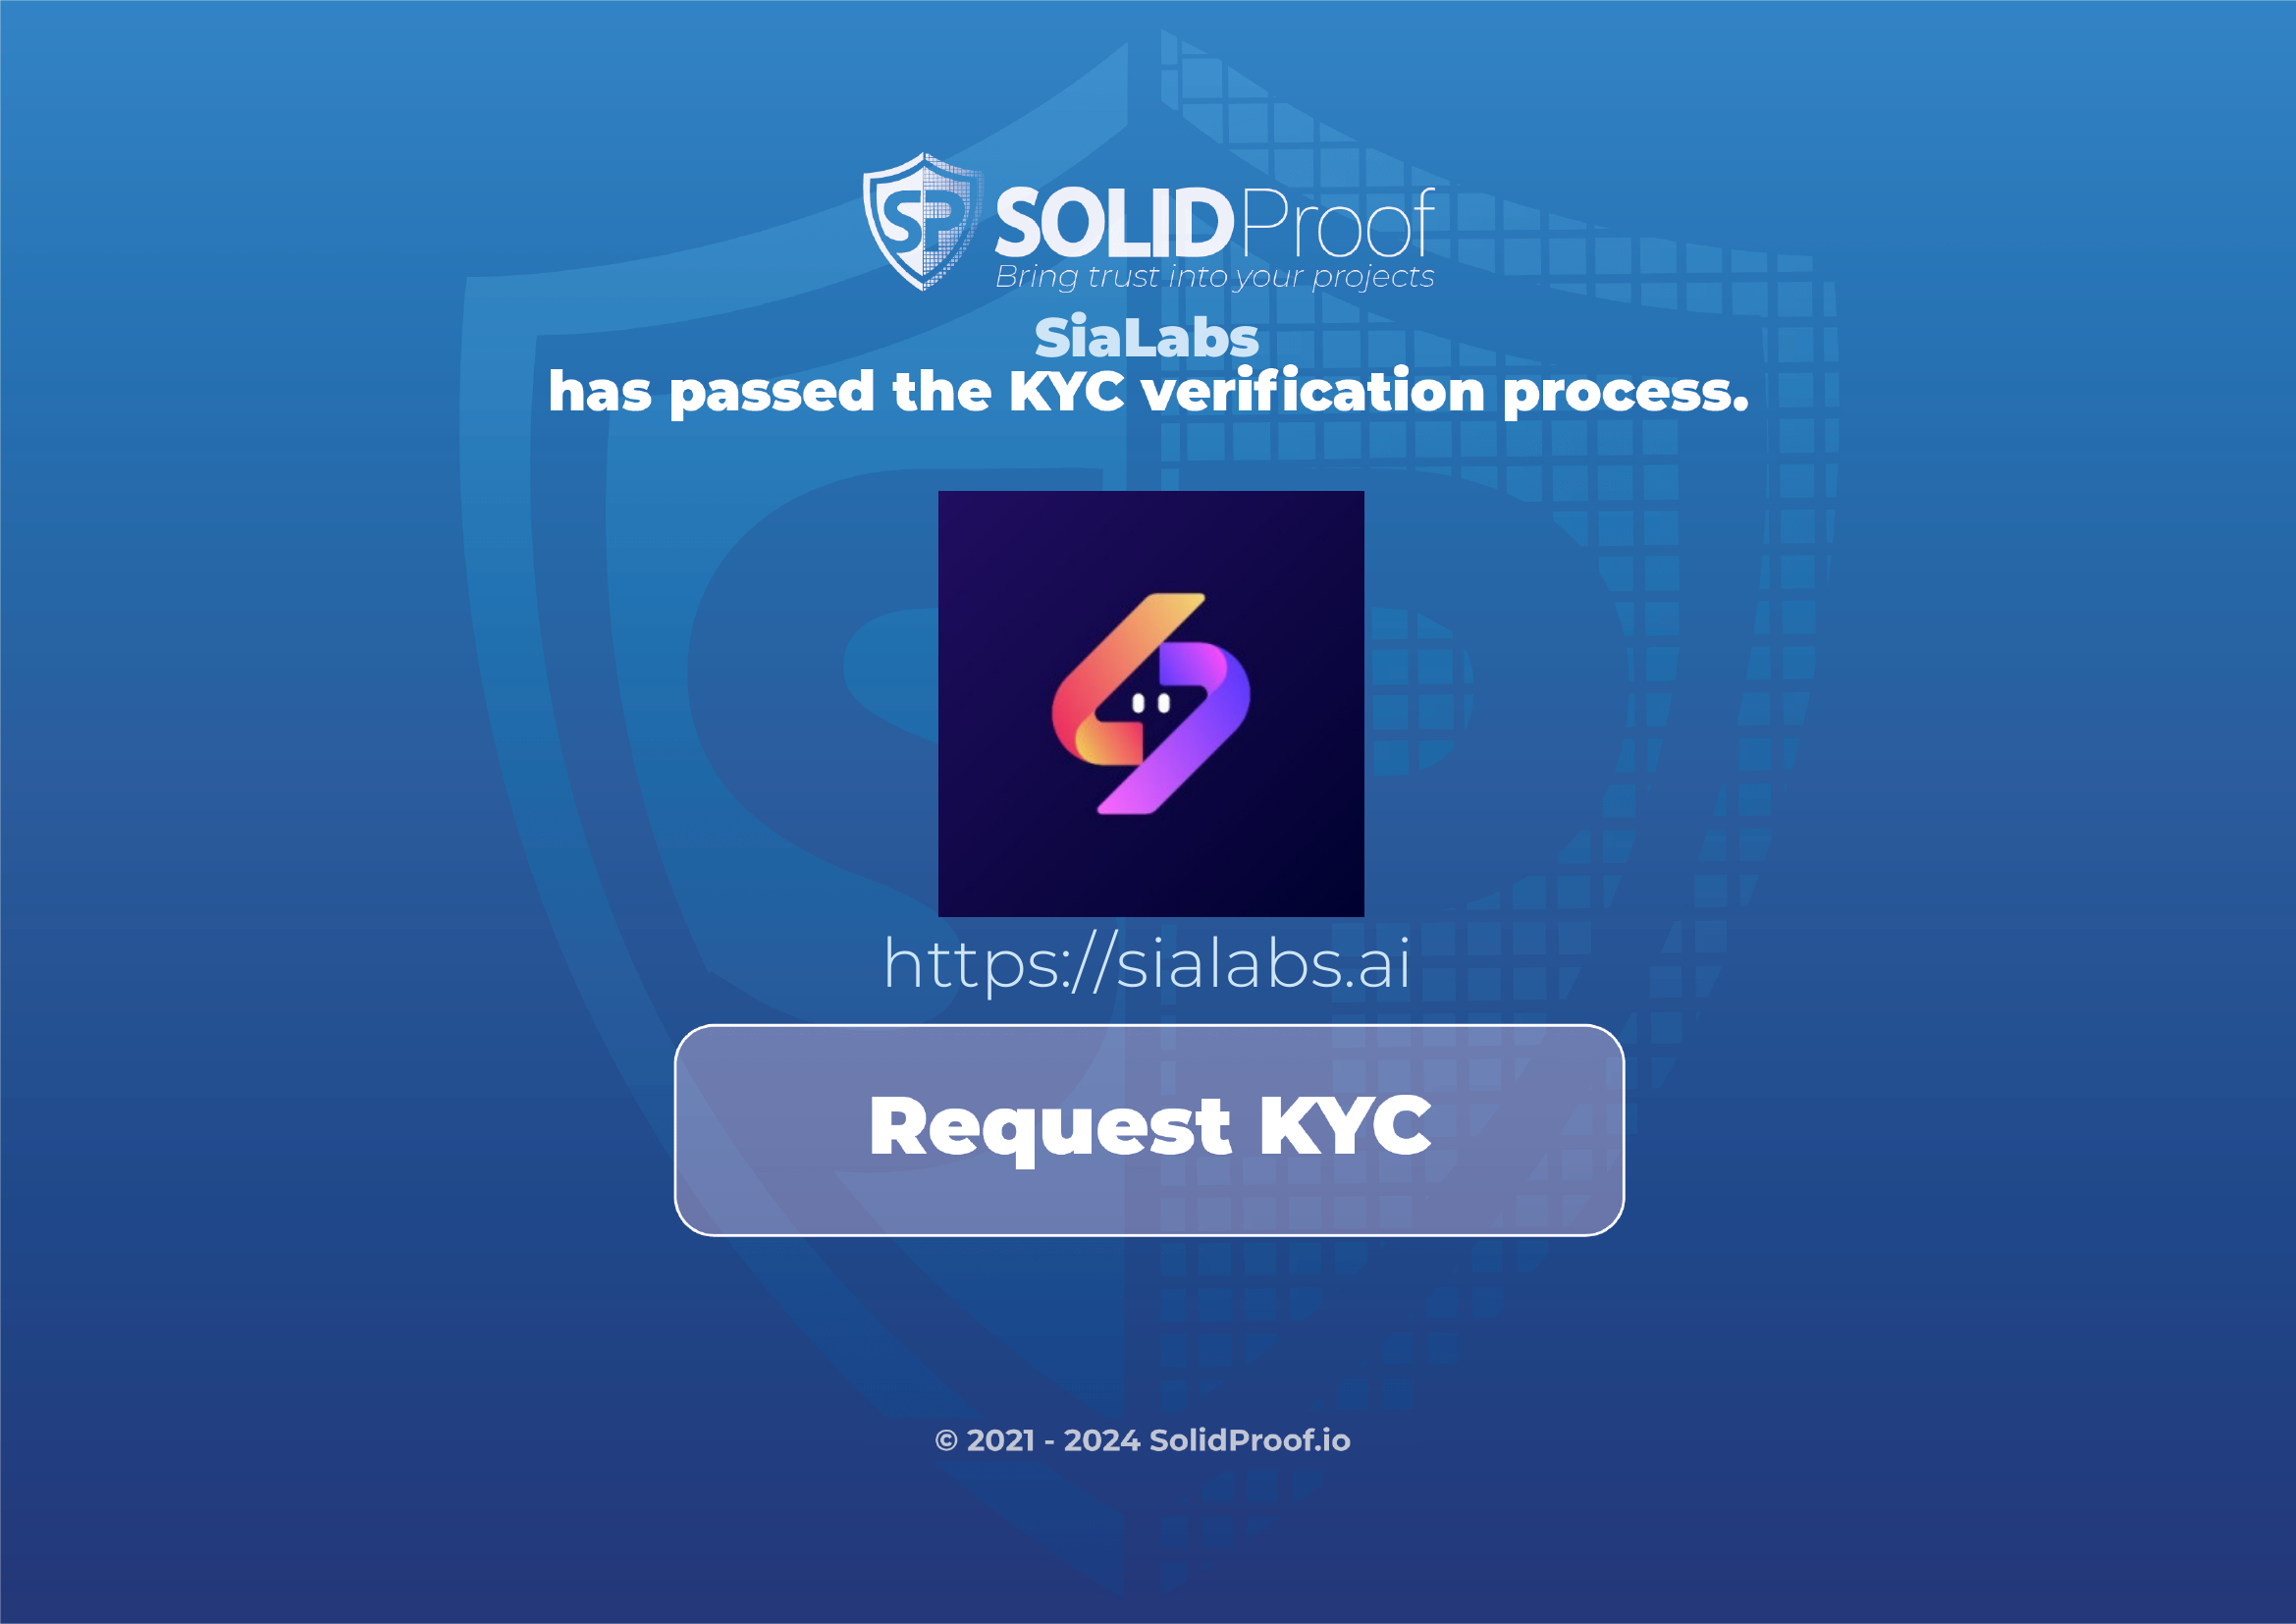 SP SOLIDProof
Bring trust into your projects
SiaLabs
has passed the KYC verification process.
https://sialabs.ai
Request KYC
© 2021 - 2024 SolidProof.io